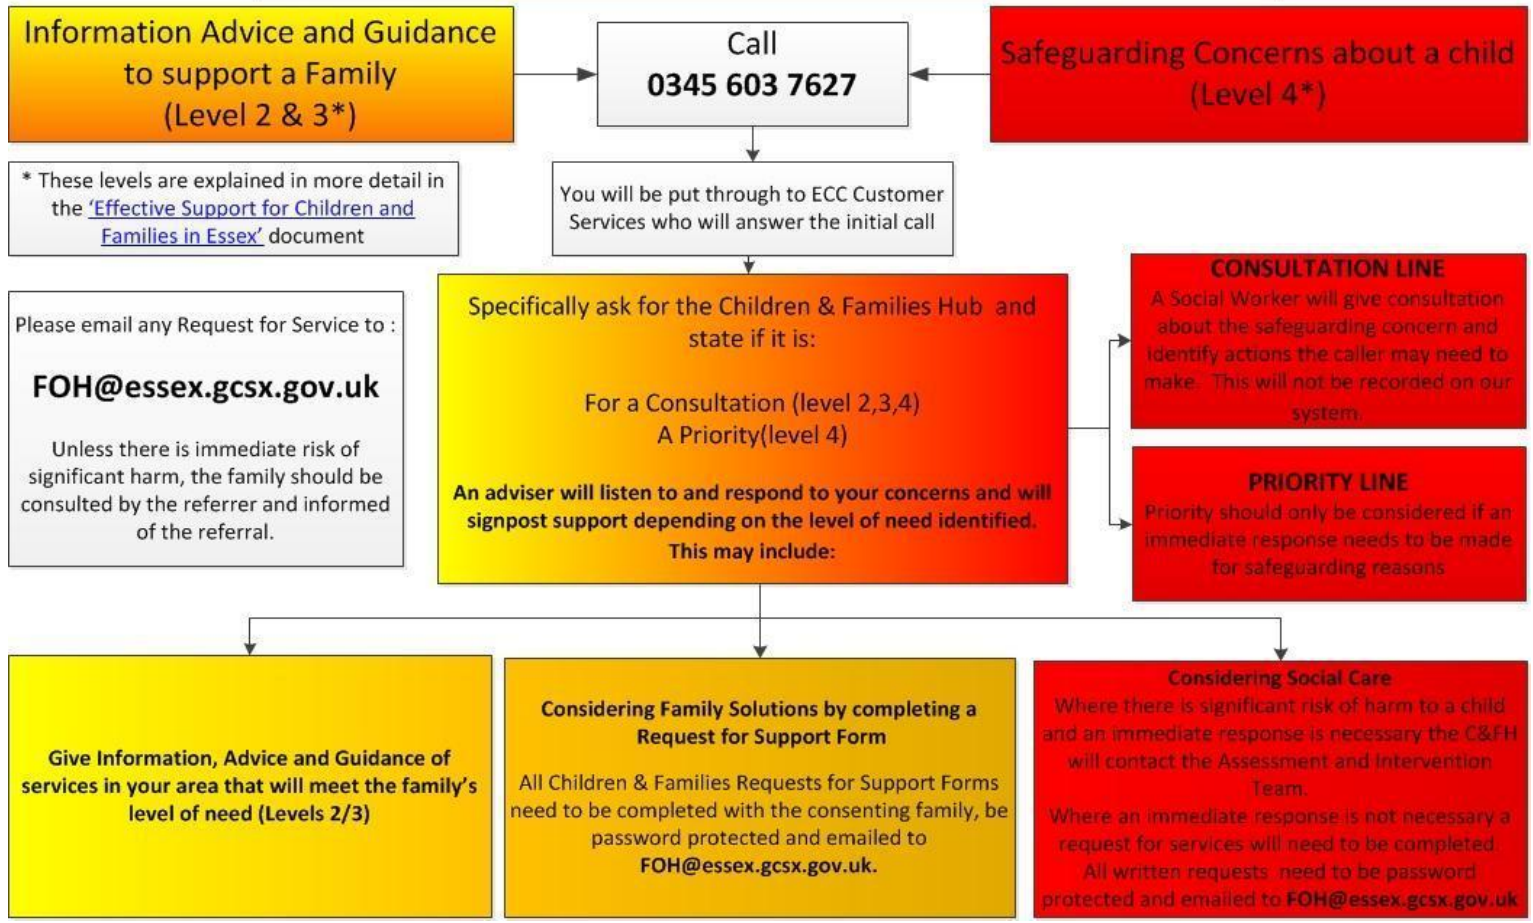 Information Advice and Guidance
to support a Family
(Level 2 & 3*)
Call
0345 603 7627
Safeguarding Concerns about a child
(Level 4*)
* These levels are explained in more detail in
the ‘Effective Support for Children and
Families in Essex’ document
You will be put through to ECC Customer
Services who will answer the initial call
Please email any Request for Service to :
FOH@essex.gcsx.gov.uk
Unless there is immediate risk of
significant harm, the family should be
consulted by the referrer and informed
of the referral.
Specifically ask for the Children & Families Hub and
state if it is:
For a Consultation (level 2,3,4)
A Priority(level 4)
An adviser will listen to and respond to your concerns and will
signpost support depending on the level of need identified.
This may include:
CONSULTATION LINE
A Social Worker will give consultation
about the safeguarding concern and
identify actions the caller may need to
make. This will not be recorded on our
system.
PRIORITY LINE
Priority should only be considered if an
immediate response needs to be made
for safeguarding reasons
Give Information, Advice and Guidance of
services in your area that will meet the family’s
level of need (Levels 2/3)
Considering Family Solutions by completing a
Request for Support Form
All Children & Families Requests for Support Forms
need to be completed with the consenting family, be
password protected and emailed to
FOH@essex.gcsx.gov.uk.
Considering Social Care
Where there is significant risk of harm to a child
and an immediate response is necessary the C&FH
will contact the Assessment and Intervention
Team.
Where an immediate response is not necessary a
request for services will need to be completed.
All written requests need to be password
protected and emailed to FOH@essex.gcsx.gov.uk